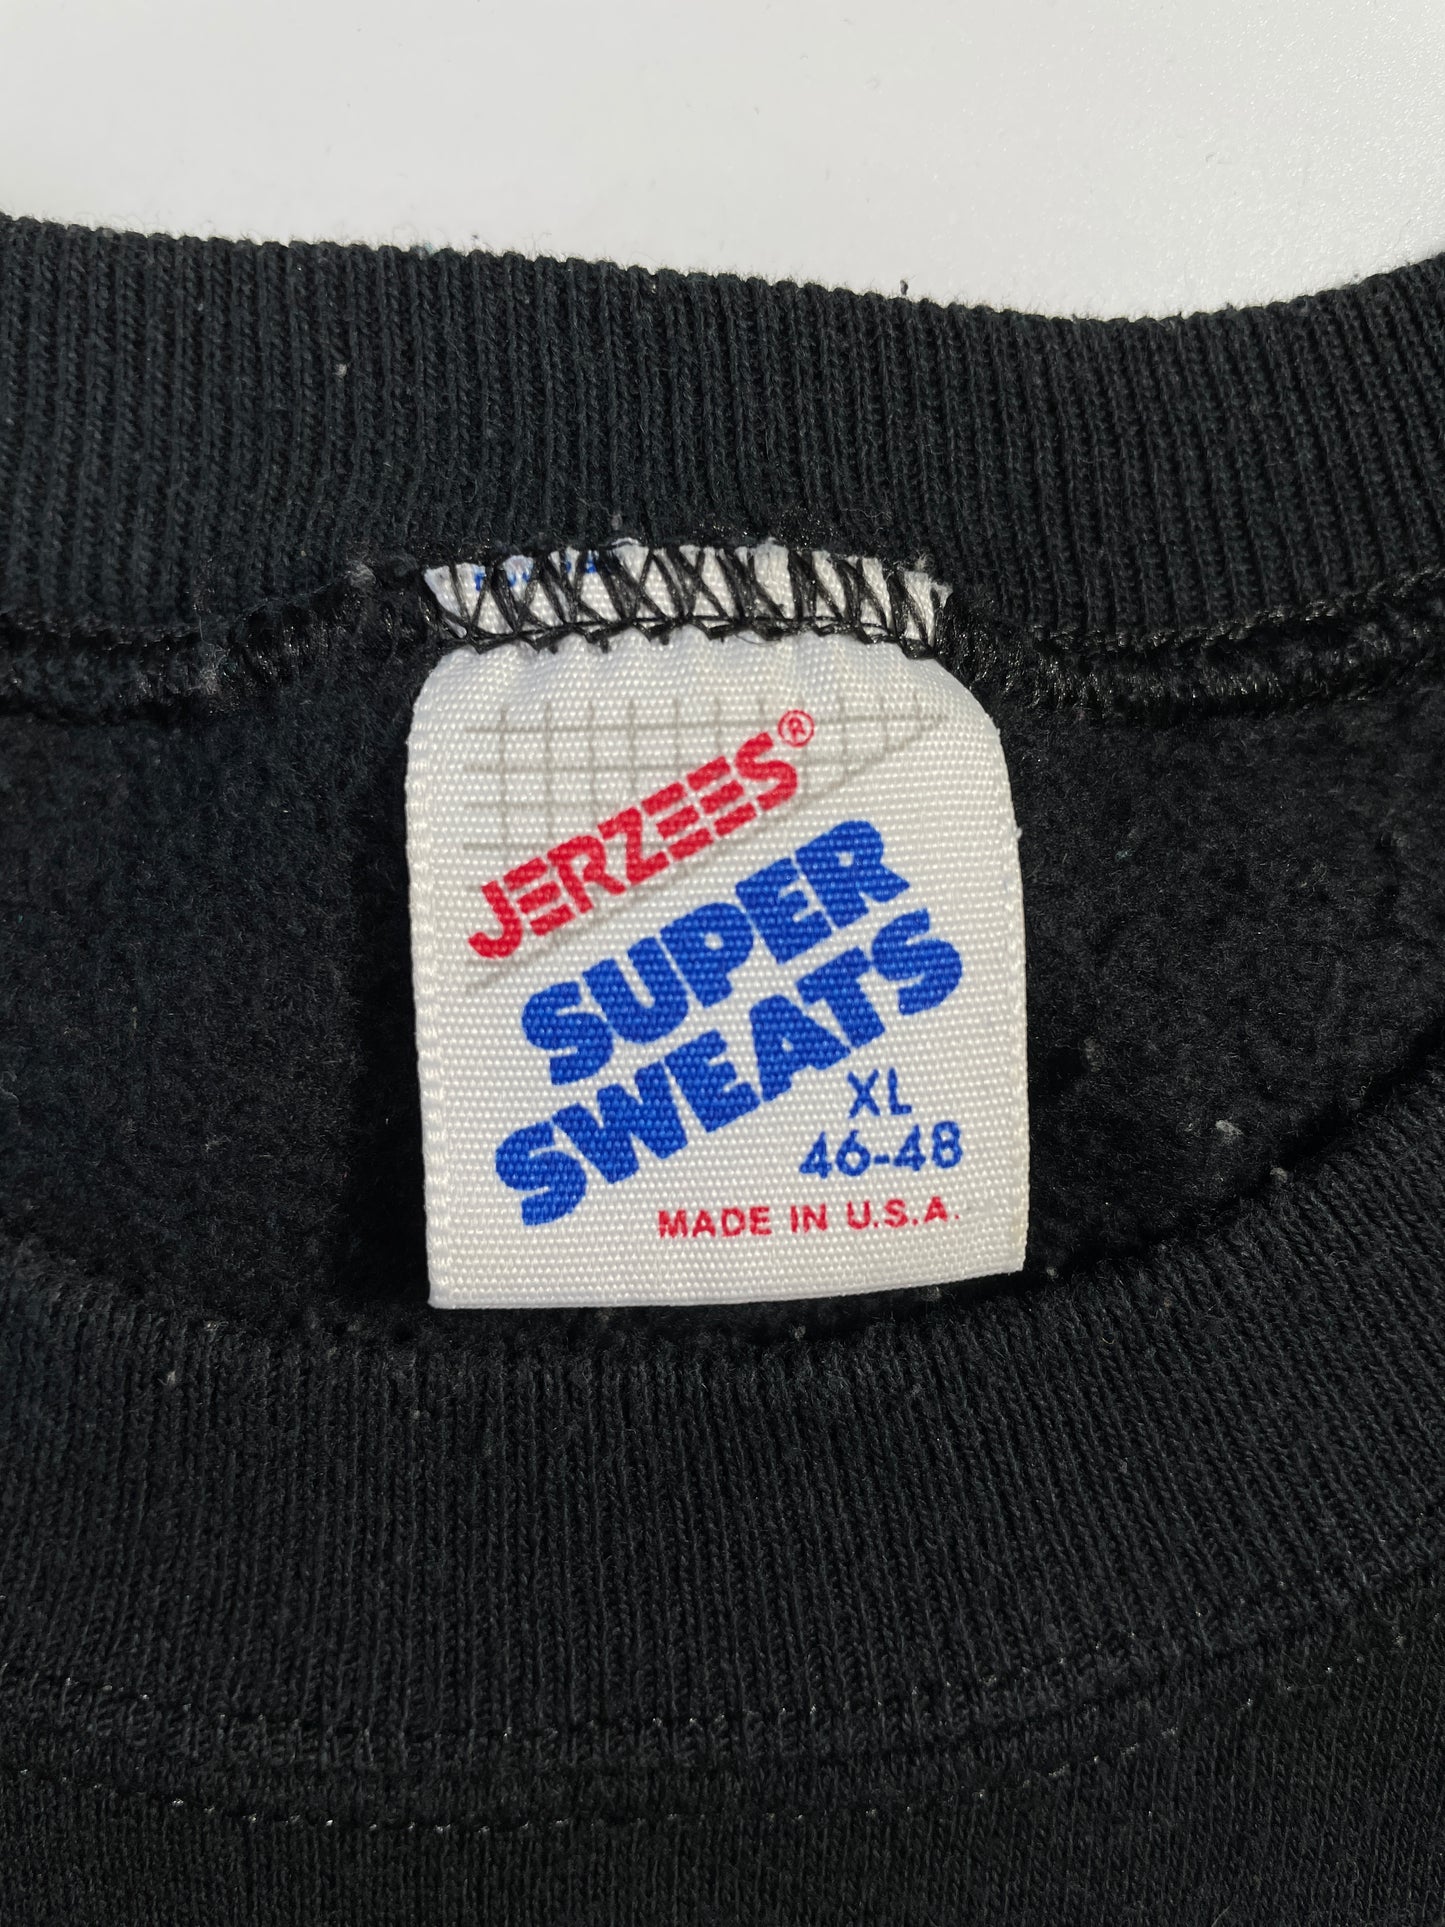 JERZEES®
SUPER
SWEATS
XL
46-48
MADE IN U.S.A.